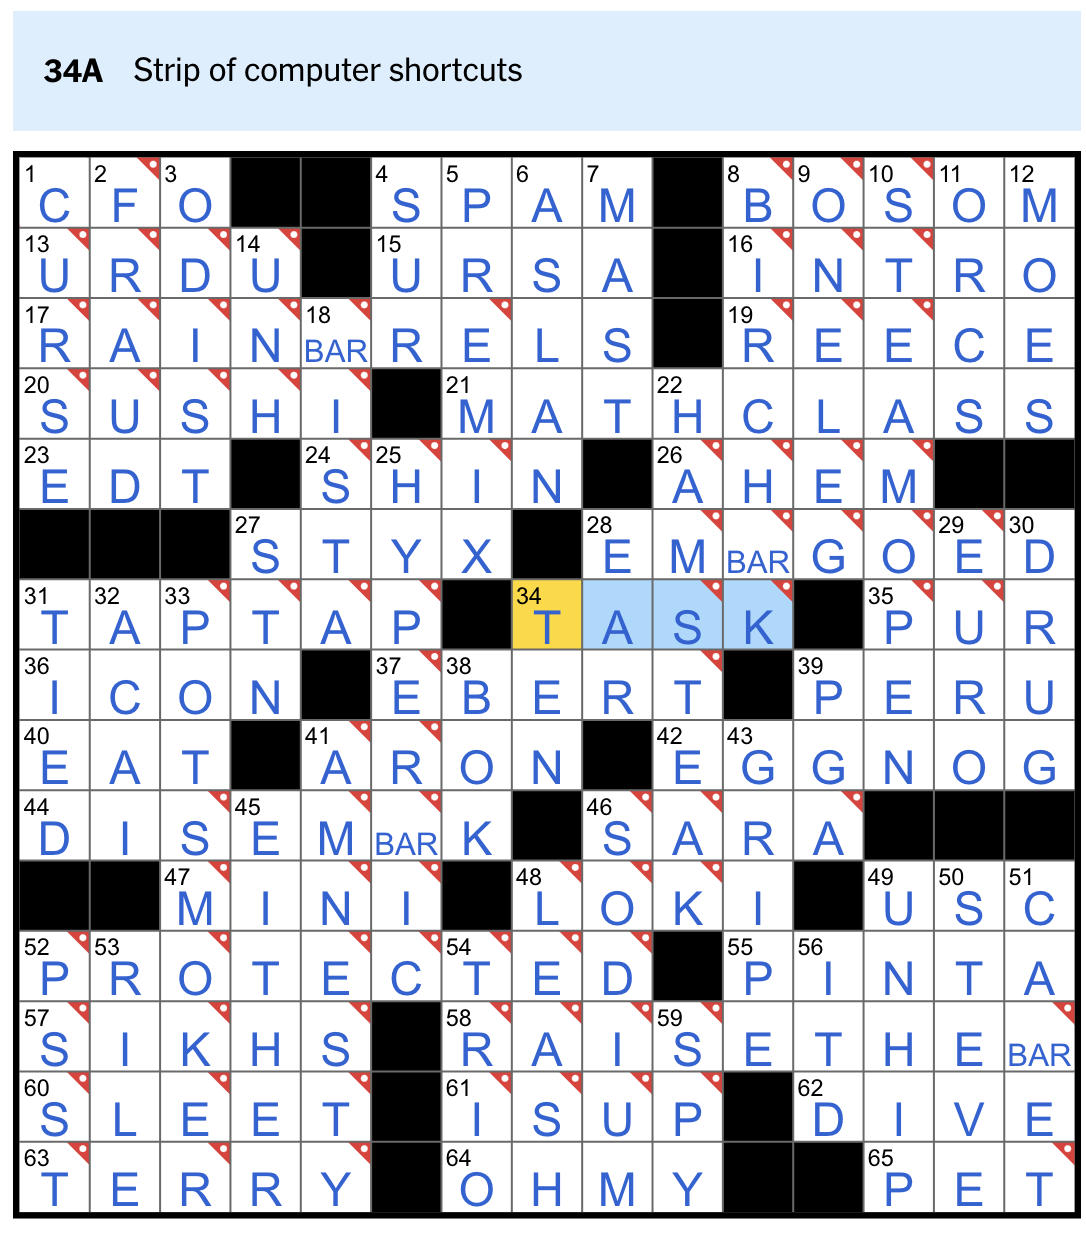 34A Strip of computer shortcuts
1 2 3 4 5 6 7 8 9 10 11 12
C F O S P A M B O S O M
13 14 15 16
U R D U U R S A I N T R O
17 18 19
R A I N BAR R E L S R E E C E
20 21 22
S U S H I M A T H C L A S S
23 24 25 26
E D T S H I N A H E M
27 28 29 30
S T Y X E M BAR G O E D
31 32 33 34 35
T A P T A P T A S K P U R
36 37 38 39
I C O N E B E R T P E R U
40 41 42 43
E A T A R O N E G G N O G
44 45 46
D I S E M BAR K S A R A
47 48 49 50 51
M I N I L O K I U S C
52 53 54 55 56
P R O T E C T E D P I N T A
57 58 59
S I K H S R A I S E T H E BAR
60 61 62
S L E E T I S U P D I V E
63 64 65
T E R R Y O H M Y P E T